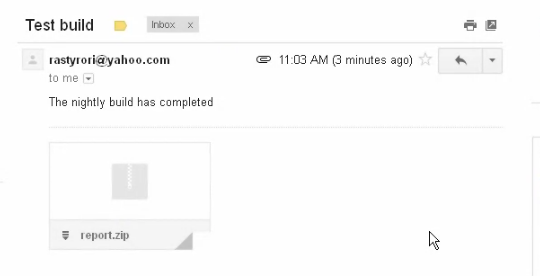 Test build Inbox x
rastyrori@yahoo.com 11:03 AM (3 minutes ago)
to me
The nightly build has completed
report.zip